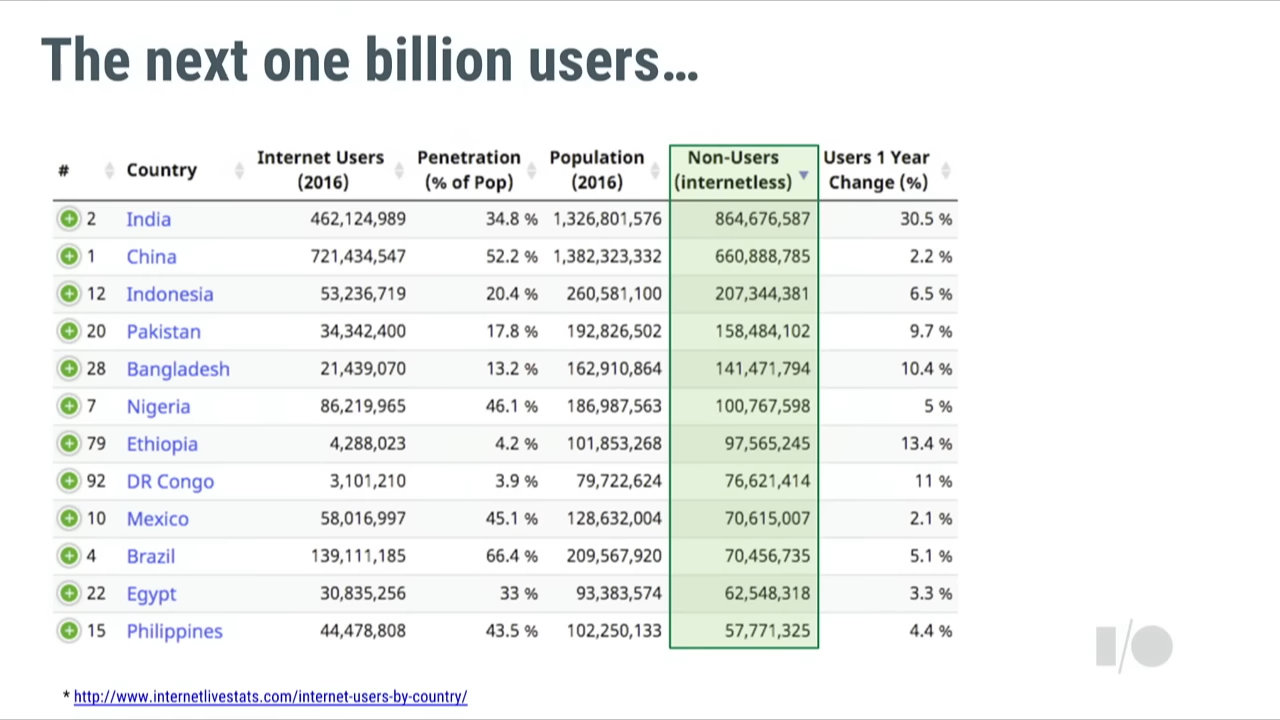 The next one billion users...
# Country Internet Users (2016) Penetration (% of Pop) Population (2016) Non-Users (internetless) Users 1 Year Change (%)
2 India 462,124,989 34.8 % 1,326,801,576 864,676,587 30.5 %
1 China 721,434,547 52.2 % 1,382,323,332 660,888,785 2.2 %
12 Indonesia 53,236,719 20.4 % 260,581,100 207,344,381 6.5 %
20 Pakistan 34,342,400 17.8 % 192,826,502 158,484,102 9.7 %
28 Bangladesh 21,439,070 13.2 % 162,910,864 141,471,794 10.4 %
7 Nigeria 86,219,965 46.1 % 186,987,563 100,767,598 5 %
79 Ethiopia 4,288,023 4.2 % 101,853,268 97,565,245 13.4 %
92 DR Congo 3,101,210 3.9 % 79,722,624 76,621,414 11 %
10 Mexico 58,016,997 45.1 % 128,632,004 70,615,007 2.1 %
4 Brazil 139,111,185 66.4 % 209,567,920 70,456,735 5.1 %
22 Egypt 30,835,256 33 % 93,383,574 62,548,318 3.3 %
15 Philippines 44,478,808 43.5 % 102,250,133 57,771,325 4.4 %
I/O
* http://www.internetlivestats.com/internet-users-by-country/